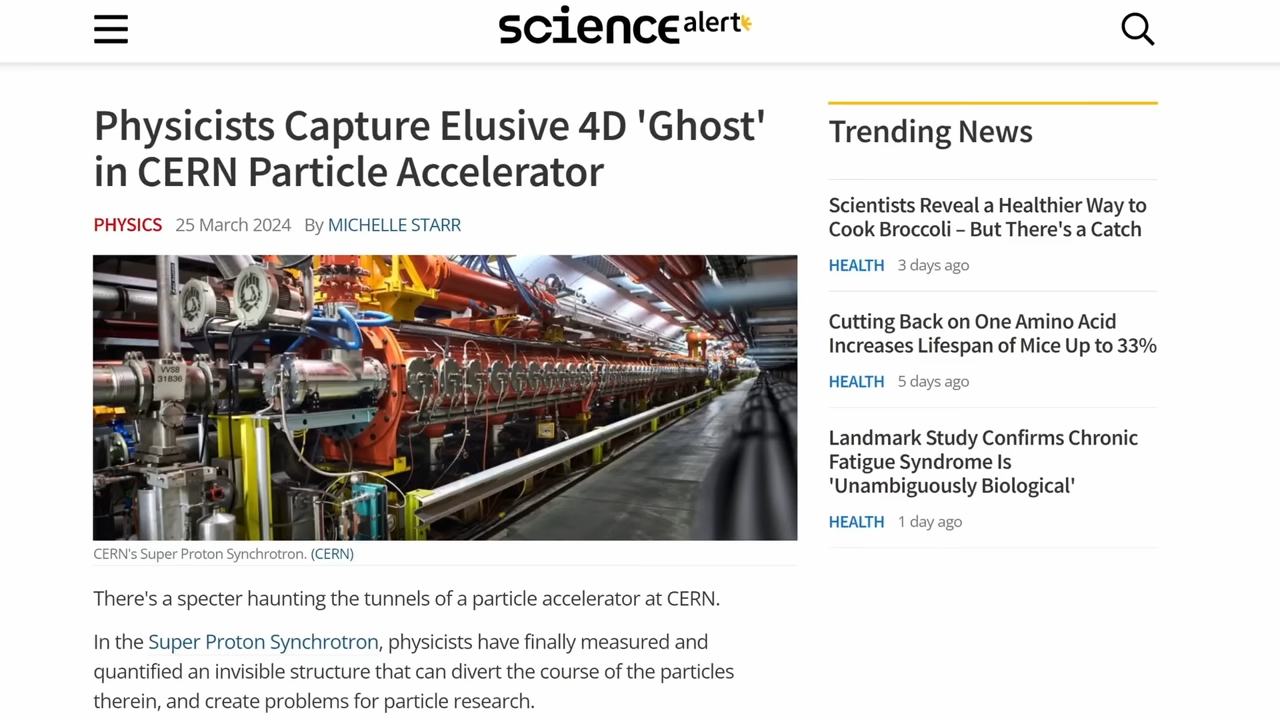 science alert
Physicists Capture Elusive 4D 'Ghost'
in CERN Particle Accelerator
PHYSICS 25 March 2024 By MICHELLE STARR
VVSB
31836
CERN's Super Proton Synchrotron. (CERN)
There's a specter haunting the tunnels of a particle accelerator at CERN.
In the Super Proton Synchrotron, physicists have finally measured and
quantified an invisible structure that can divert the course of the particles
therein, and create problems for particle research.
Trending News
Scientists Reveal a Healthier Way to
Cook Broccoli – But There's a Catch
HEALTH 3 days ago
Cutting Back on One Amino Acid
Increases Lifespan of Mice Up to 33%
HEALTH 5 days ago
Landmark Study Confirms Chronic
Fatigue Syndrome Is
'Unambiguously Biological'
HEALTH 1 day ago